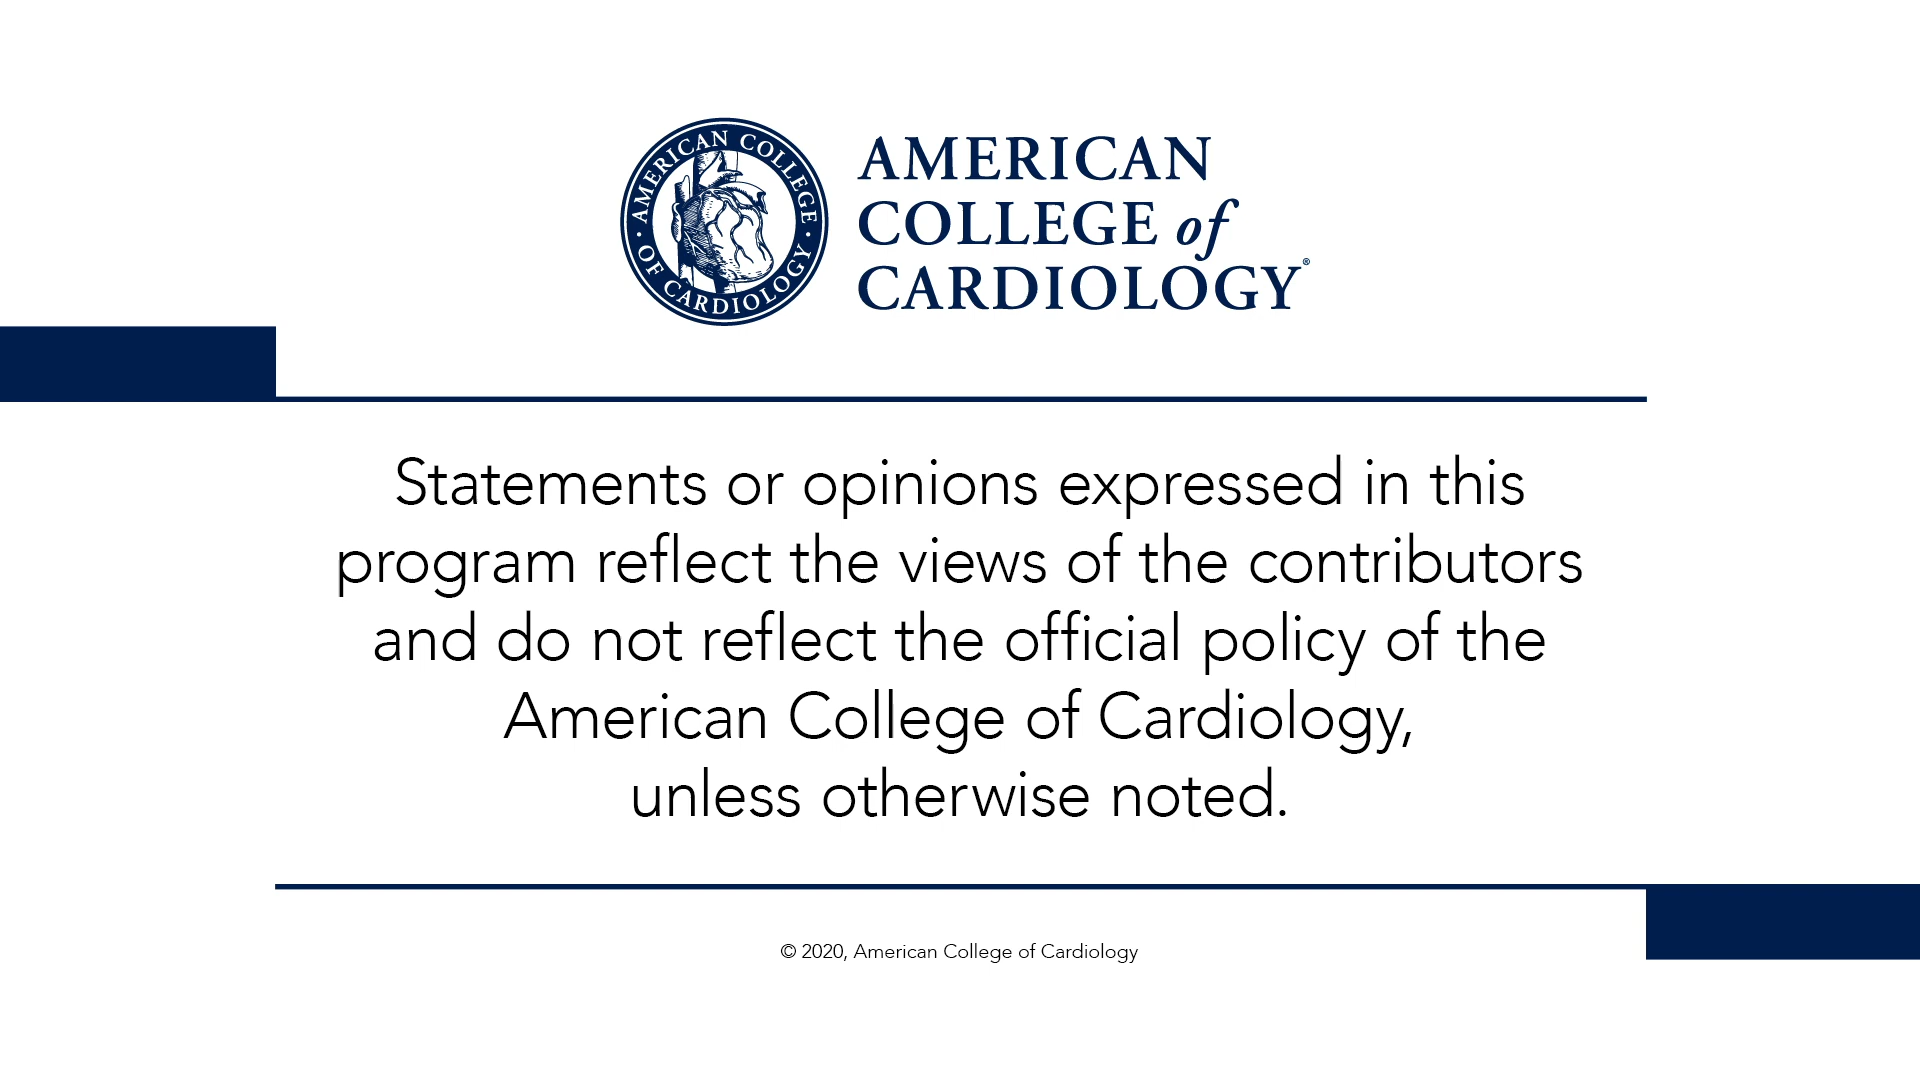 AMERICAN COLLEGE
· OF CARDIOLOGY ·
AMERICAN
COLLEGE of
CARDIOLOGY®
Statements or opinions expressed in this
program reflect the views of the contributors
and do not reflect the official policy of the
American College of Cardiology,
unless otherwise noted.
© 2020, American College of Cardiology